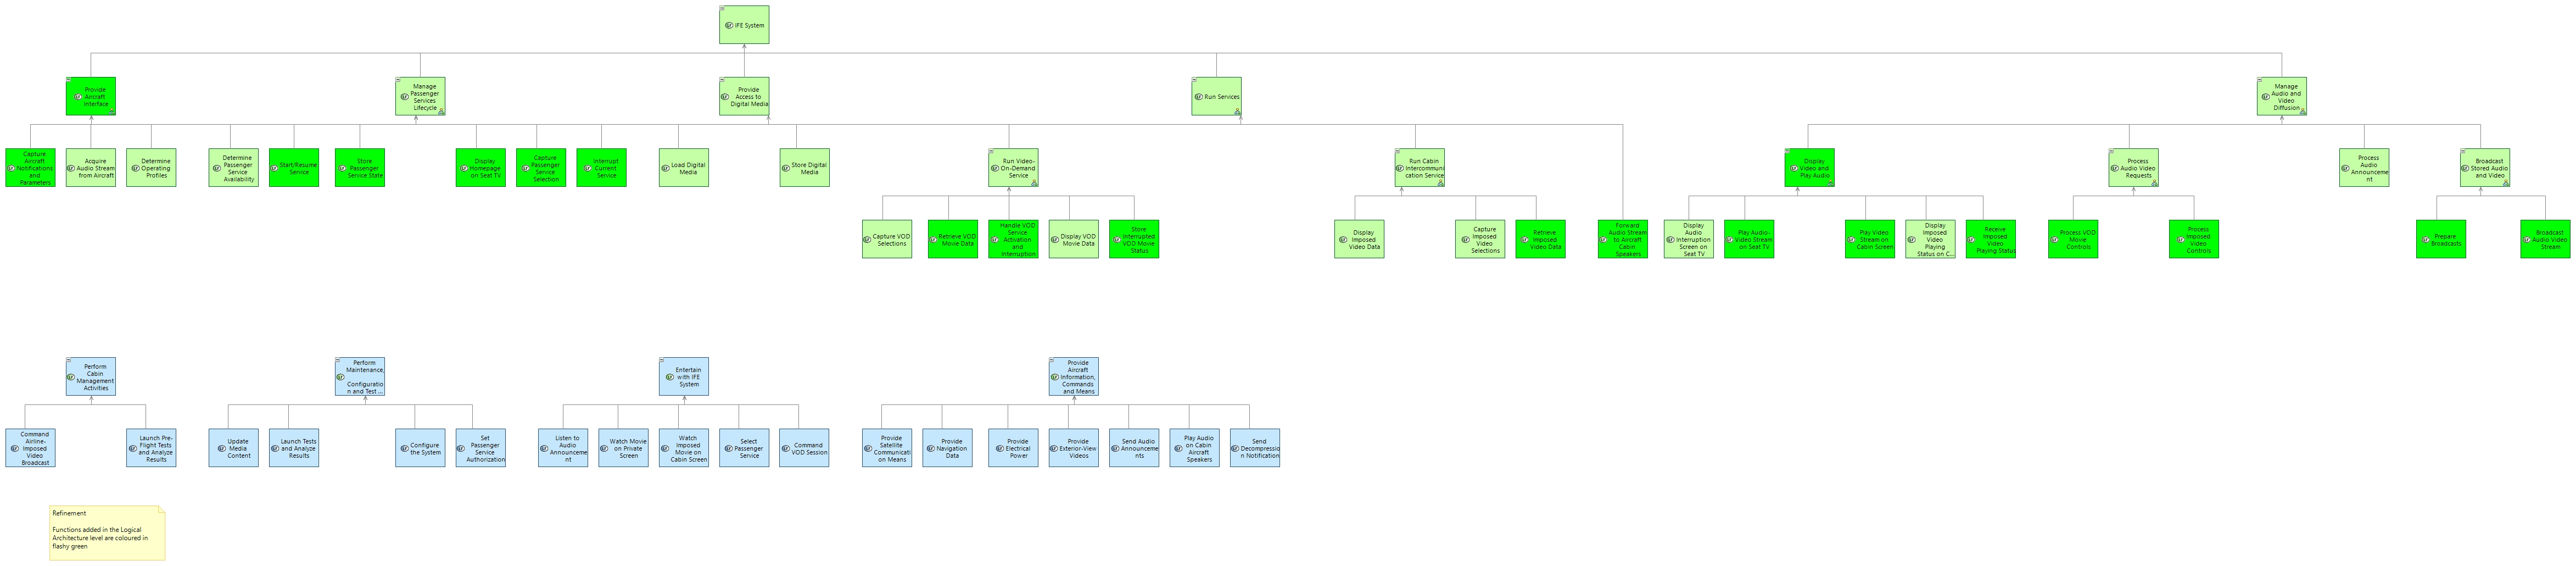 IFE System
Provide
Aircraft
Interface
Manage
Passenger
Services
Lifecycle
Provide
Access to
Digital Media
Run Services
Manage
Audio and
Video
Diffusion
Capture
Aircraft
Notifications
and
Parameters
Acquire
Audio Stream
from Aircraft
Determine
Operating
Profiles
Determine
Passenger
Service
Availability
Start/Resume
Service
Store
Passenger
Service State
Display
Homepage
on Seat TV
Capture
Passenger
Service
Selection
Interrupt
Current
Service
Load Digital
Media
Store Digital
Media
Run Video-
On-Demand
Service
Run Cabin
Intercommuni
cation Service
Display
Video and
Play Audio
Process
Audio Video
Requests
Process
Audio
Announceme
nt
Broadcast
Stored Audio
and Video
Capture VOD
Selections
Retrieve VOD
Movie Data
Handle VOD
Service
Activation
and
Interruption
Display VOD
Movie Data
Store
Interrupted
VOD Movie
Status
Display
Imposed
Video Data
Capture
Imposed
Video
Selections
Retrieve
Imposed
Video Data
Forward
Audio Stream
to Aircraft
Cabin
Speakers
Display
Audio
Interruption
Screen on
Seat TV
Play Audio-
Video Stream
on Seat TV
Play Video
Stream on
Cabin Screen
Display
Imposed
Video
Playing
Status on C...
Receive
Imposed
Video
Playing Status
Process VOD
Movie
Controls
Process
Imposed
Video
Controls
Prepare
Broadcasts
Broadcast
Audio Video
Stream
Perform
Cabin
Management
Activities
Perform
Maintenance,
Configuratio
n and Test ...
Entertain
with IFE
System
Provide
Aircraft
Information,
Commands
and Means
Command
Airline-
Imposed
Video
Broadcast
Launch Pre-
Flight Tests
and Analyze
Results
Update
Media
Content
Launch Tests
and Analyze
Results
Configure
the System
Set
Passenger
Service
Authorization
Listen to
Audio
Announceme
nt
Watch Movie
on Private
Screen
Watch
Imposed
Movie on
Cabin Screen
Select
Passenger
Service
Command
VOD Session
Provide
Satellite
Communicati
on Means
Provide
Navigation
Data
Provide
Electrical
Power
Provide
Exterior-View
Videos
Send Audio
Announceme
nts
Play Audio
on Cabin
Aircraft
Speakers
Send
Decompressio
n Notification
Refinement
Functions added in the Logical
Architecture level are coloured in
flashy green